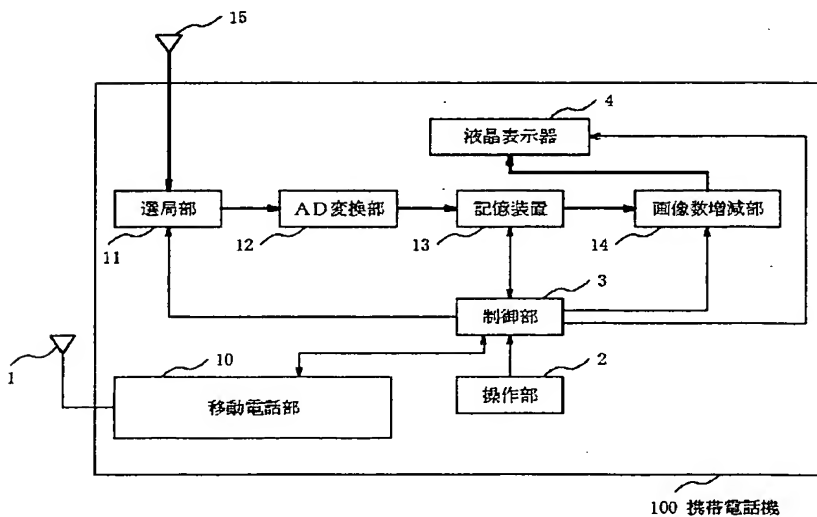 15
4
液晶表示器
選局部
AD変換部
記憶装置
画像数増減部
11
12
13
14
3
制御部
1
10
移動電話部
2
操作部
100 携帯電話機